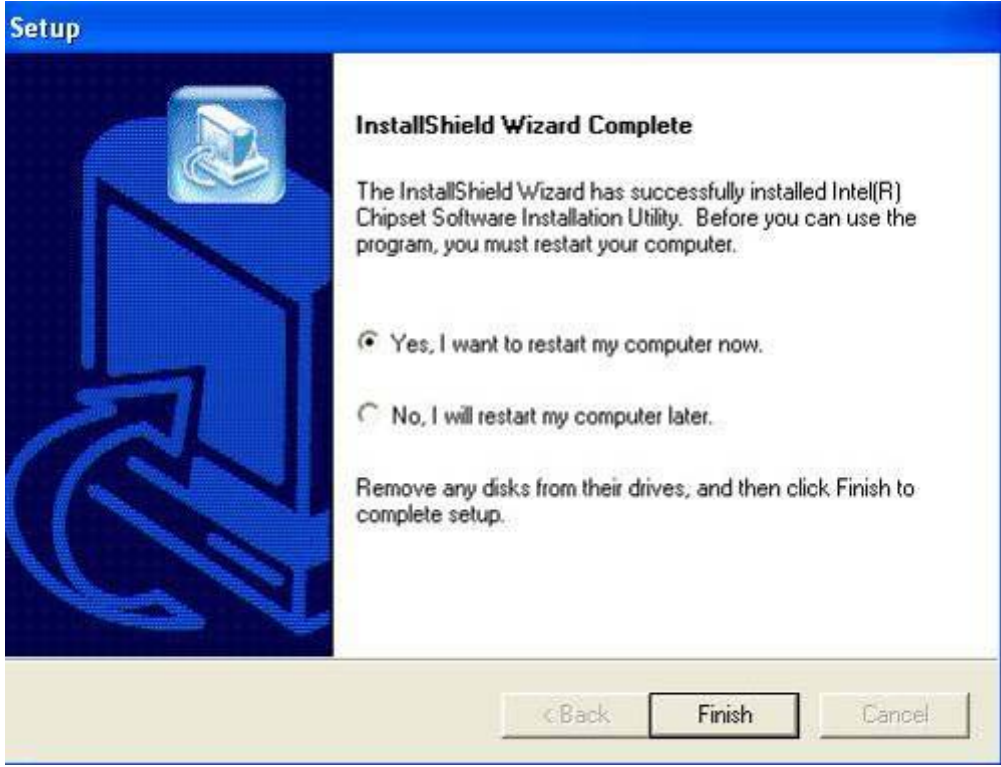 Setup
InstallShield Wizard Complete
The InstallShield Wizard has successfully installed Intel(R)
Chipset Software Installation Utility.  Before you can use the
program, you must restart your computer.
Yes, I want to restart my computer now.
No, I will restart my computer later.
Remove any disks from their drives, and then click Finish to
complete setup.
< Back
Finish
Cancel